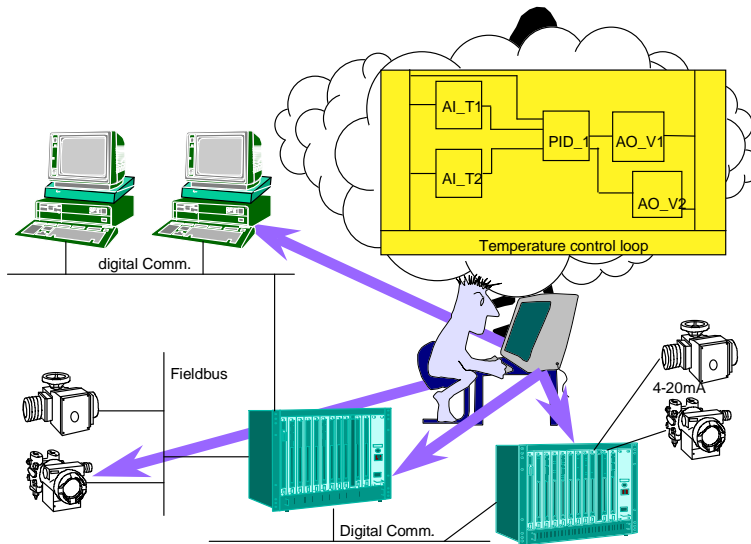 AI_T1
PID_1
AO_V1
AI_T2
AO_V2
Temperature control loop
digital Comm.
Fieldbus
4-20mA
Digital Comm.